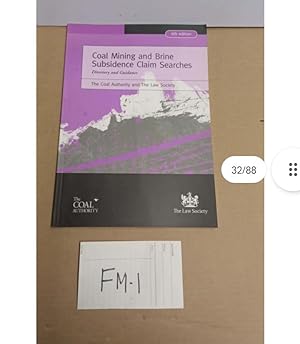 6th edition
Coal Mining and Brine
Subsidence Claim Searches
Directory and Guidance
The Coal Authority and The Law Society
32/88
The
COAL
AUTHORITY
The Law Society
FM-1